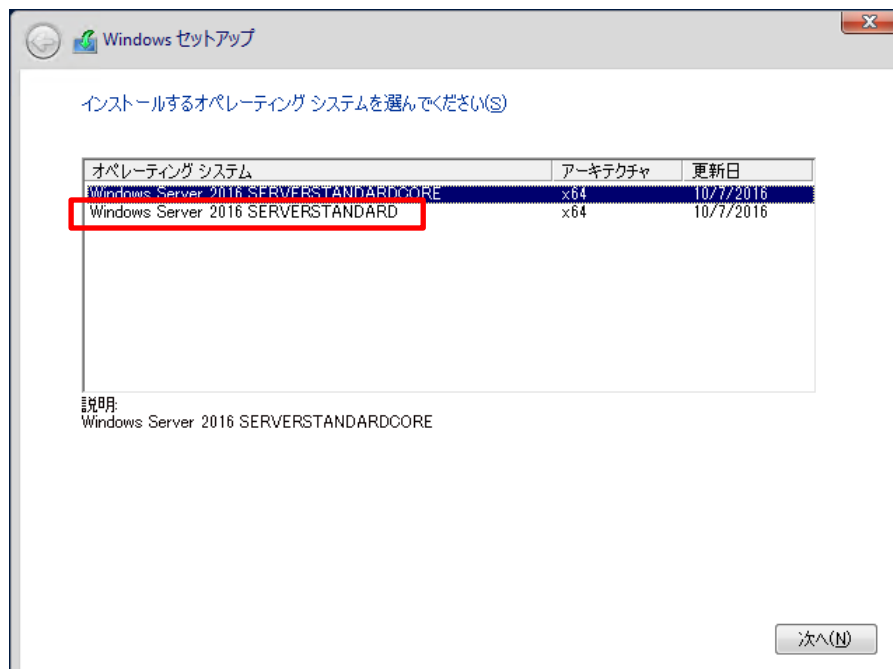 Windows セットアップ
インストールするオペレーティング システムを選んでください(S)
オペレーティング システム アーキテクチャ 更新日
Windows Server 2016 SERVERSTANDARDCORE x64 10/7/2016
Windows Server 2016 SERVERSTANDARD x64 10/7/2016
説明:
Windows Server 2016 SERVERSTANDARDCORE
次へ(N)